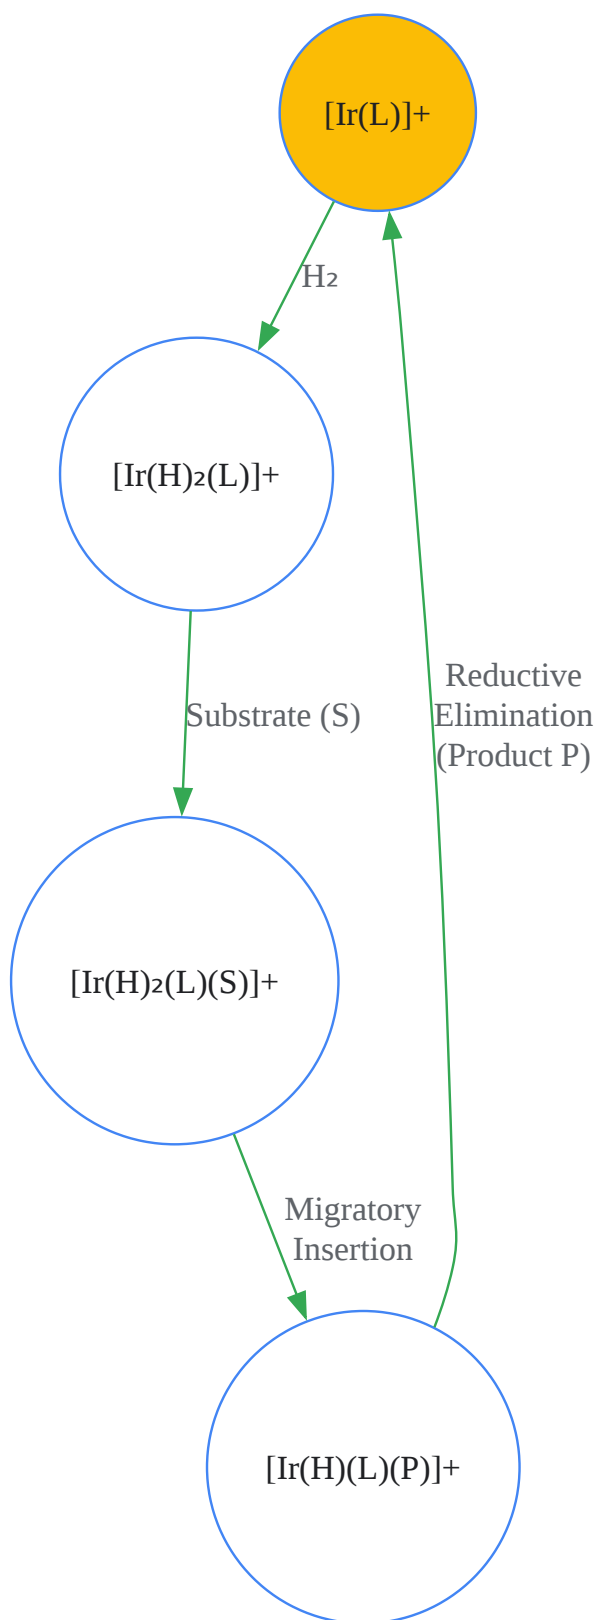 [Ir(L)]+
H₂
[Ir(H)₂(L)]+
Substrate (S)
Reductive
Elimination
(Product P)
[Ir(H)₂(L)(S)]+
Migratory
Insertion
[Ir(H)(L)(P)]+